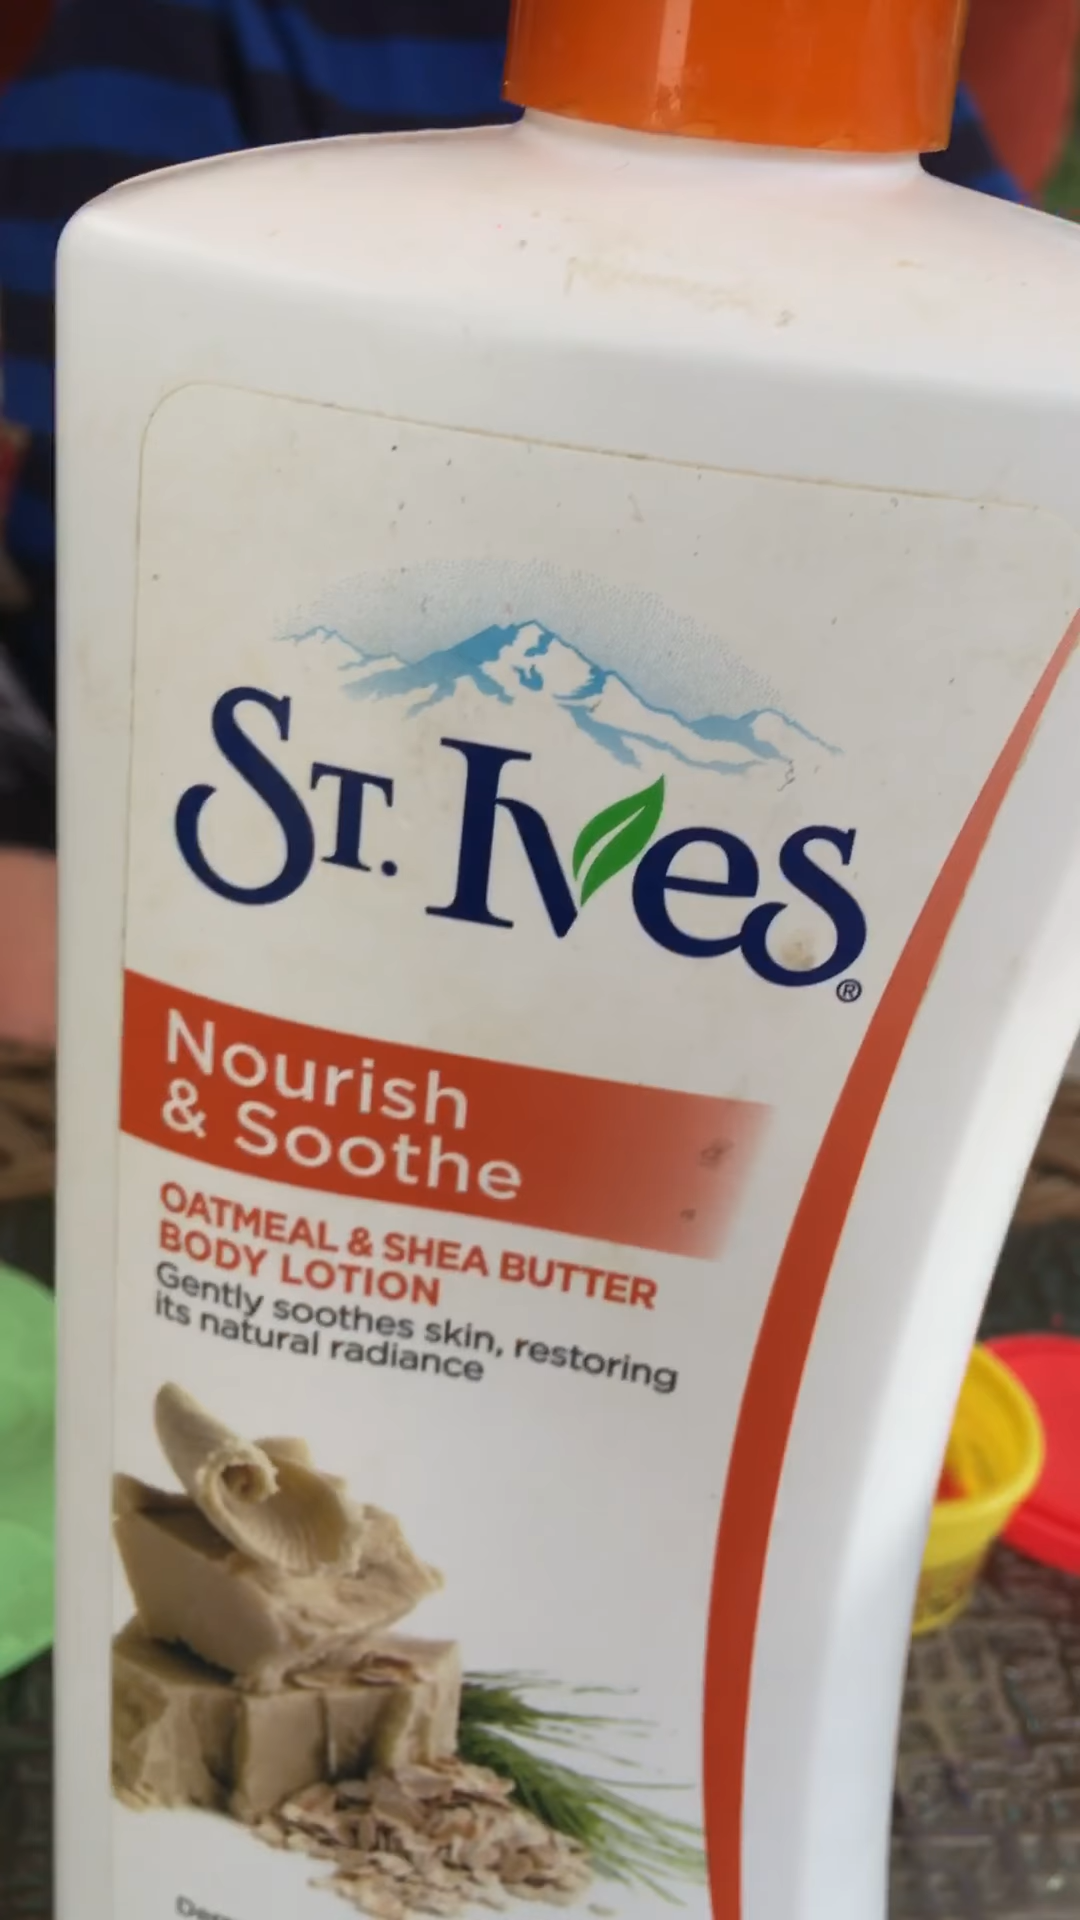 St. Ives®
Nourish
& Soothe
OATMEAL & SHEA BUTTER
BODY LOTION
Gently soothes skin, restoring
its natural radiance